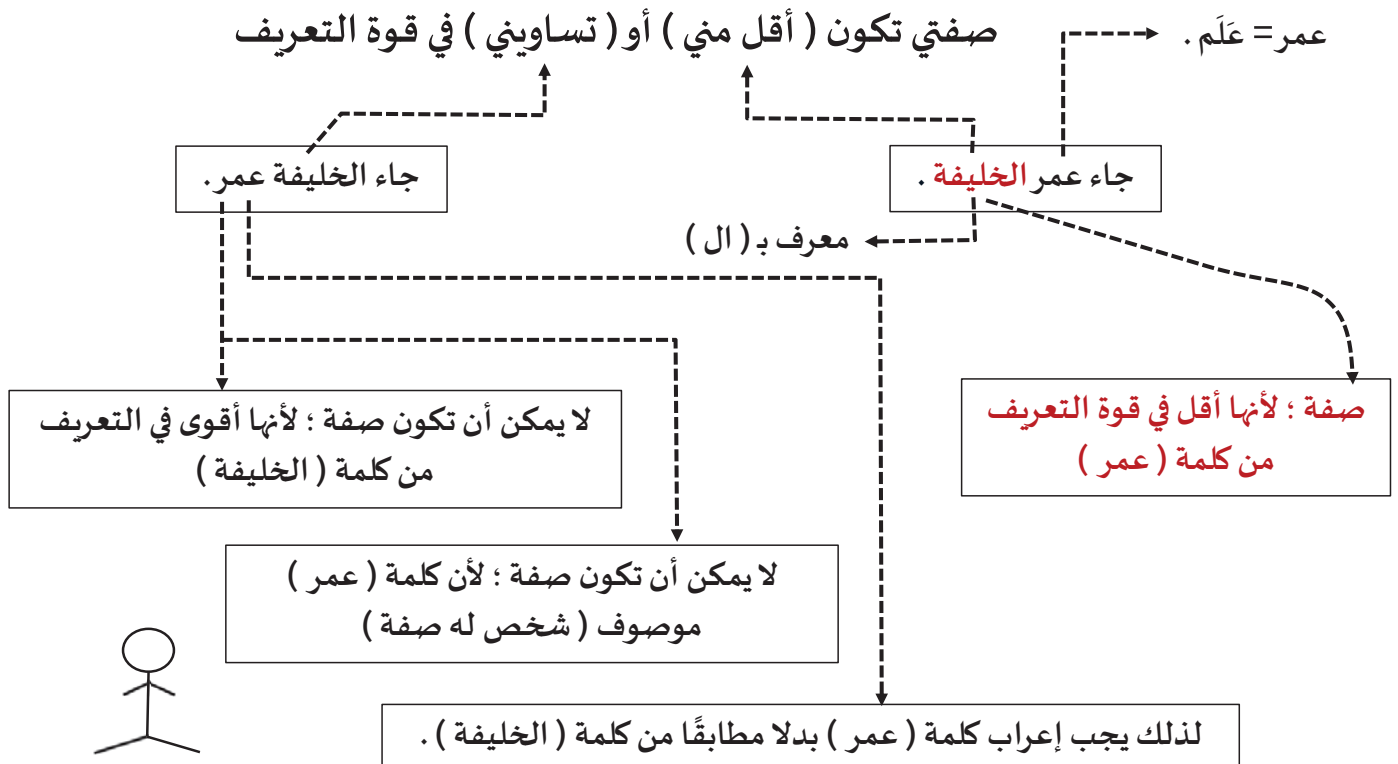 صفتي تكون ( أقل مني ) أو ( تساويني ) في قوة التعريف
عمر= عَلَم .
جاء عمر الخليفة .
جاء الخليفة عمر.
معرف بـ ( ال )
صفة ؛ لأنها أقل في قوة التعريف
من كلمة ( عمر )
لا يمكن أن تكون صفة ؛ لأنها أقوى في التعريف
من كلمة ( الخليفة )
لا يمكن أن تكون صفة ؛ لأن كلمة ( عمر )
موصوف ( شخص له صفة )
لذلك يجب إعراب كلمة ( عمر ) بدلا مطابقًا من كلمة ( الخليفة ) .